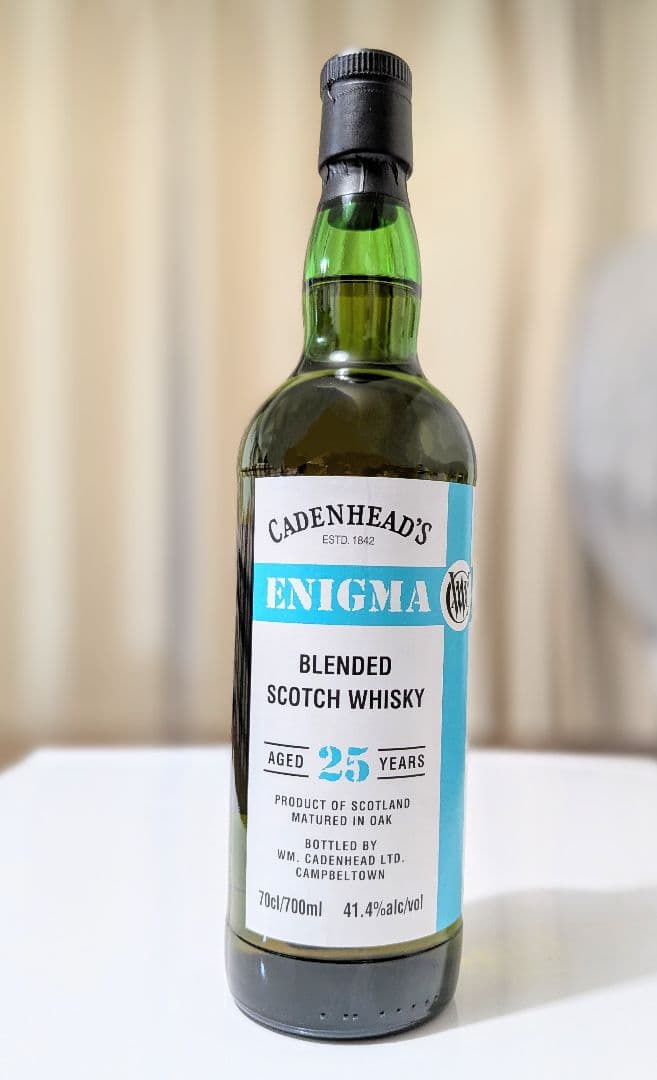 CADENHEAD'S
ESTD. 1842
ENIGMA
BLENDED
SCOTCH WHISKY
AGED 25 YEARS
PRODUCT OF SCOTLAND
MATURED IN OAK
BOTTLED BY
WM. CADENHEAD LTD.
CAMPBELTOWN
70cl/700ml 41.4%alc/vol